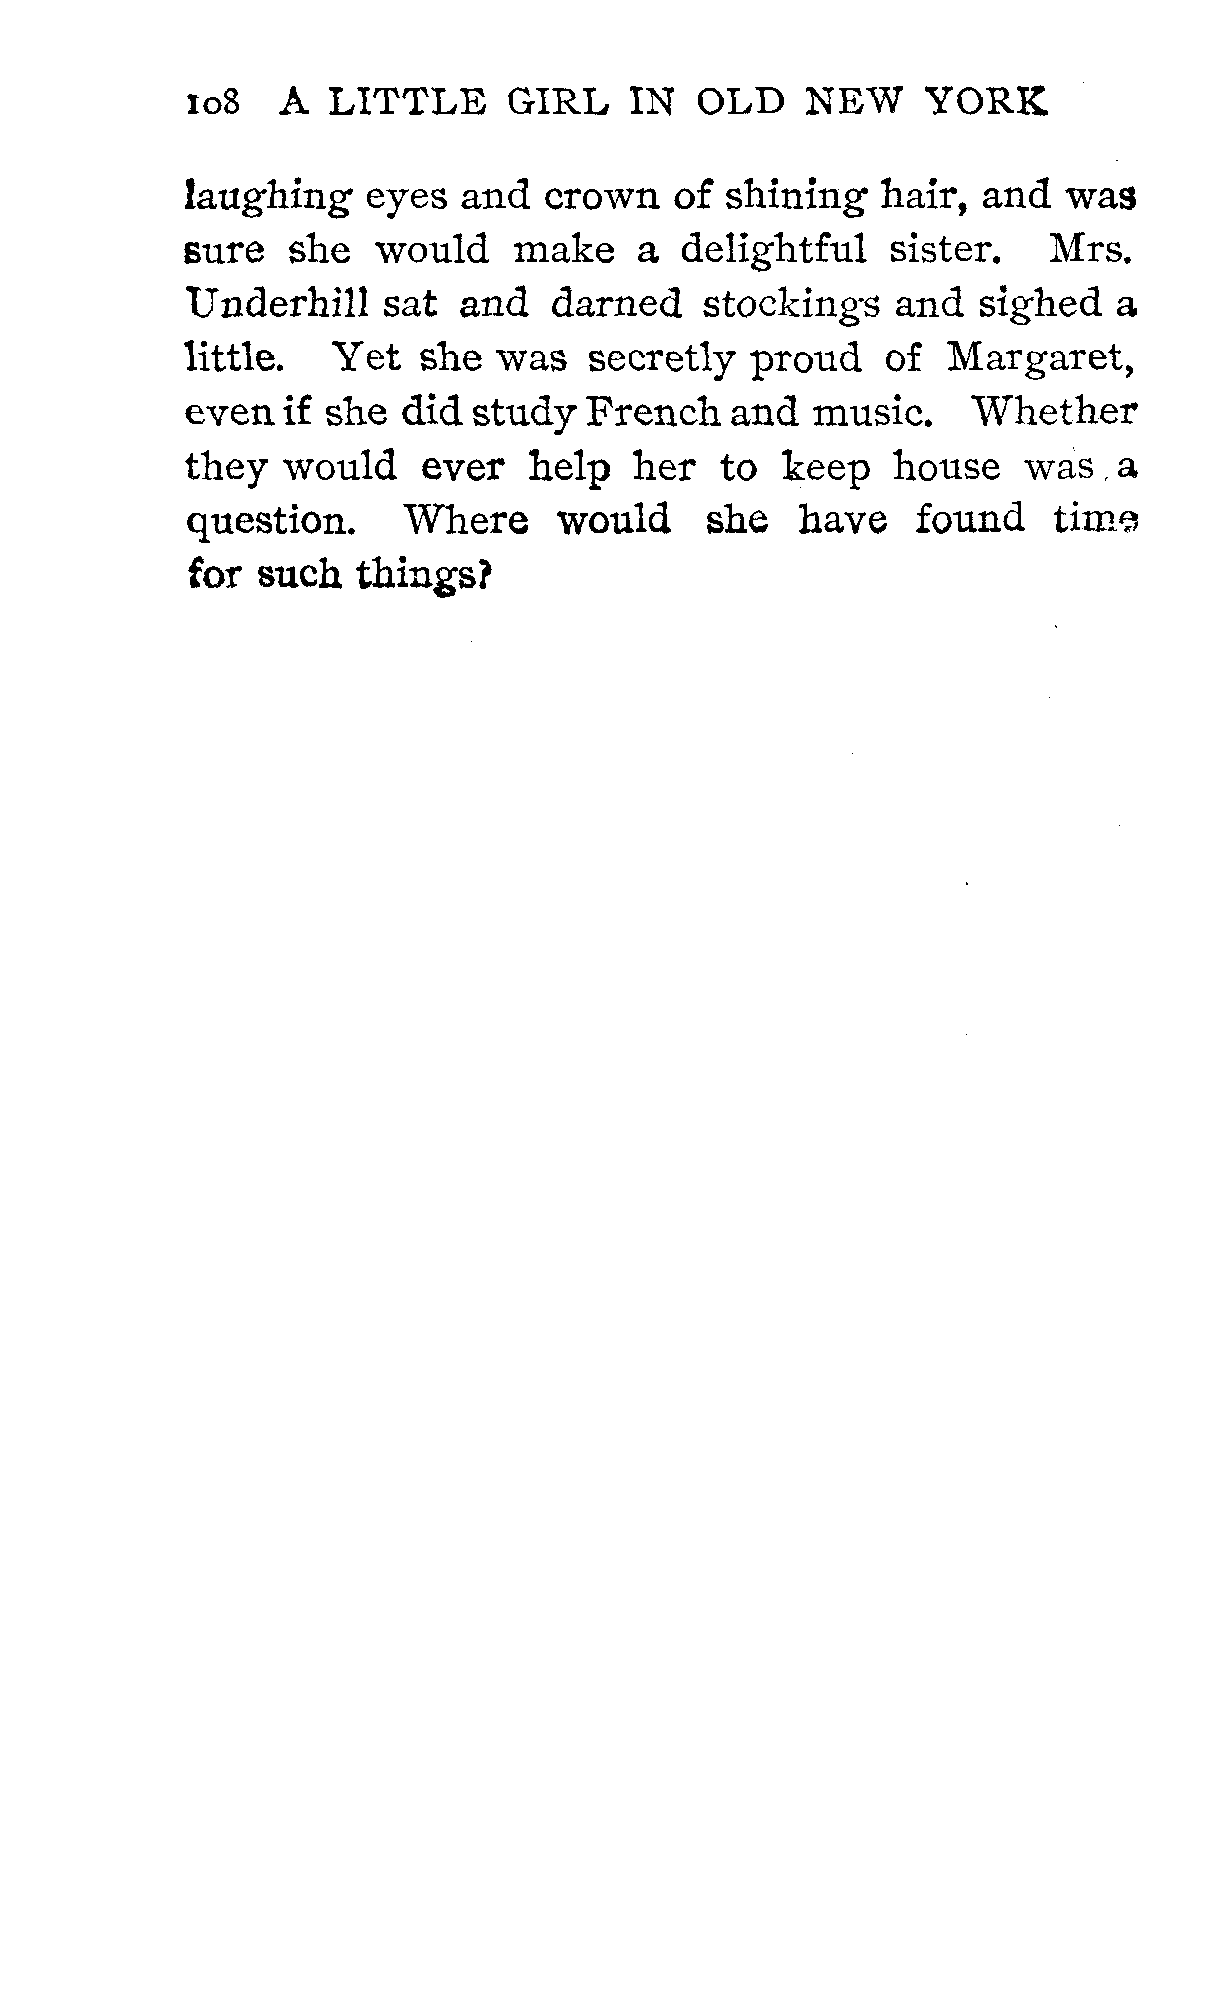 108 A LITTLE GIRL IN OLD NEW YORK
laughing eyes and crown of shining hair, and was
sure she would make a delightful sister. Mrs.
Underhill sat and darned stockings and sighed a
little. Yet she was secretly proud of Margaret,
even if she did study French and music. Whether
they would ever help her to keep house was a
question. Where would she have found time
for such things?